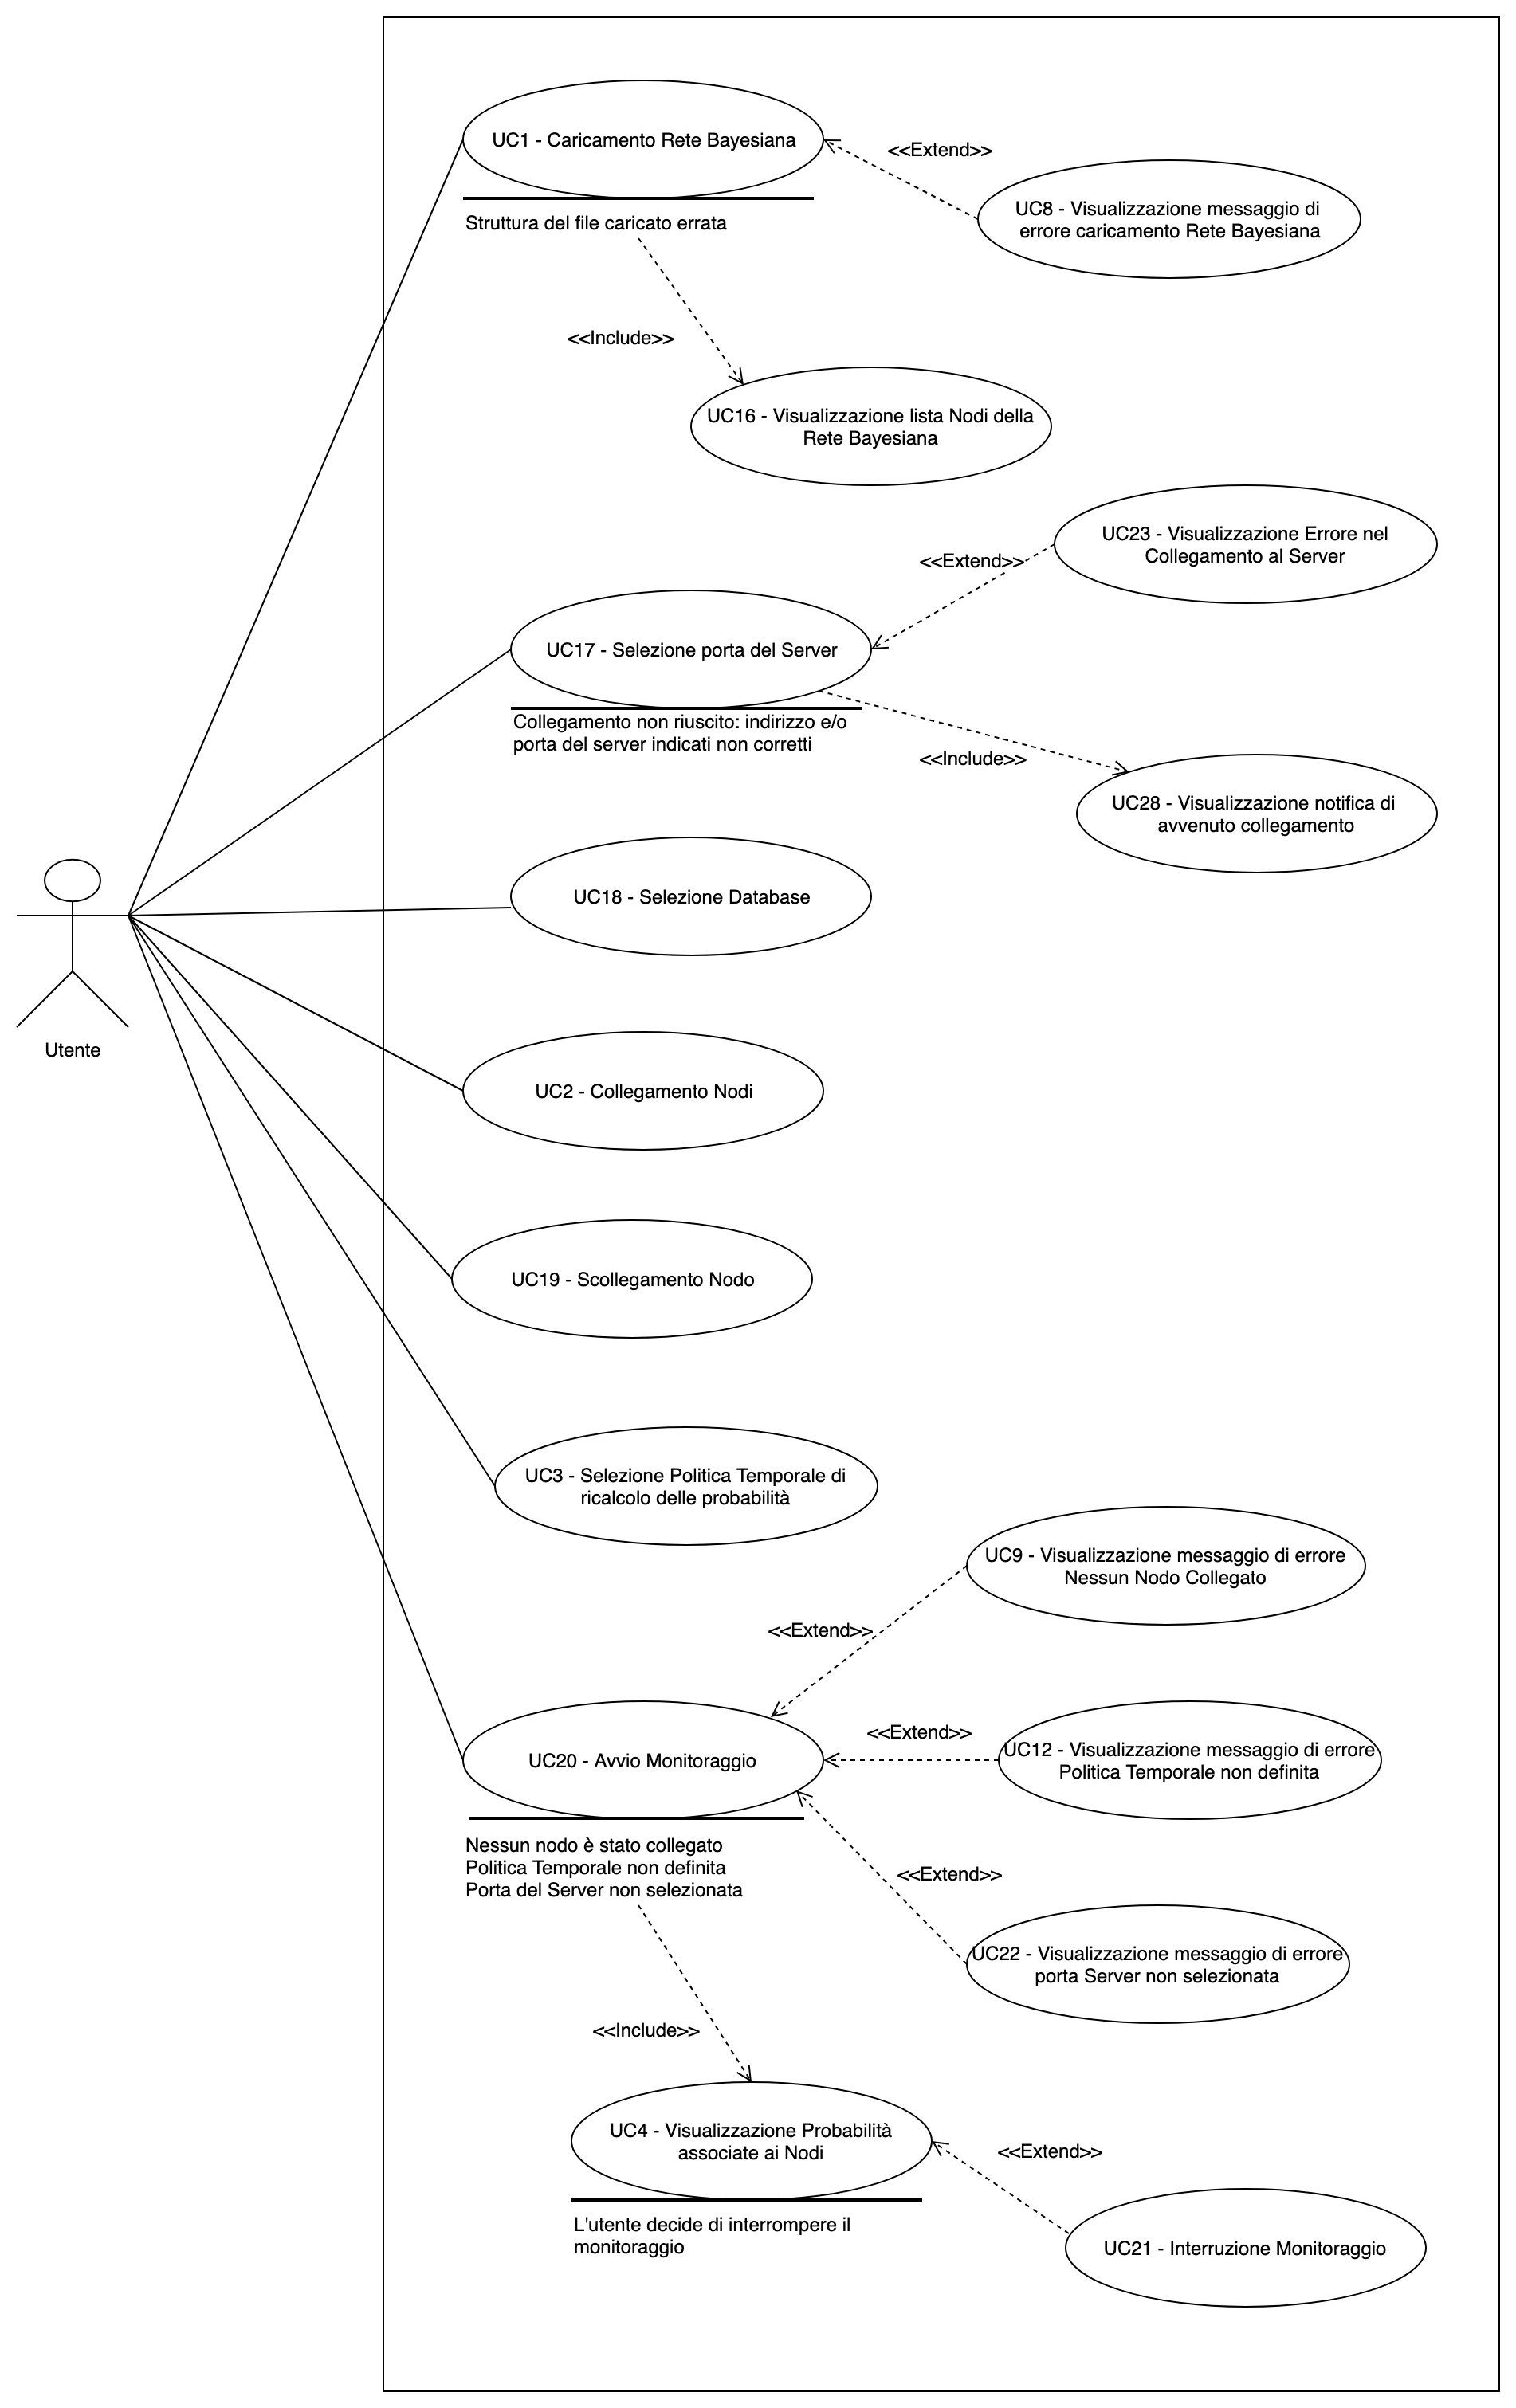 UC1 - Caricamento Rete Bayesiana
<<Extend>>
UC8 - Visualizzazione messaggio di
errore caricamento Rete Bayesiana
Struttura del file caricato errata
<<Include>>
UC16 - Visualizzazione lista Nodi della
Rete Bayesiana
UC23 - Visualizzazione Errore nel
Collegamento al Server
<<Extend>>
UC17 - Selezione porta del Server
Collegamento non riuscito: indirizzo e/o
porta del server indicati non corretti
<<Include>>
UC28 - Visualizzazione notifica di
avvenuto collegamento
UC18 - Selezione Database
Utente
UC2 - Collegamento Nodi
UC19 - Scollegamento Nodo
UC3 - Selezione Politica Temporale di
ricalcolo delle probabilità
UC9 - Visualizzazione messaggio di errore
Nessun Nodo Collegato
<<Extend>>
<<Extend>>
UC20 - Avvio Monitoraggio
UC12 - Visualizzazione messaggio di errore
Politica Temporale non definita
Nessun nodo è stato collegato
Politica Temporale non definita
Porta del Server non selezionata
<<Extend>>
UC22 - Visualizzazione messaggio di errore
porta Server non selezionata
<<Include>>
UC4 - Visualizzazione Probabilità
associate ai Nodi
<<Extend>>
L'utente decide di interrompere il
monitoraggio
UC21 - Interruzione Monitoraggio